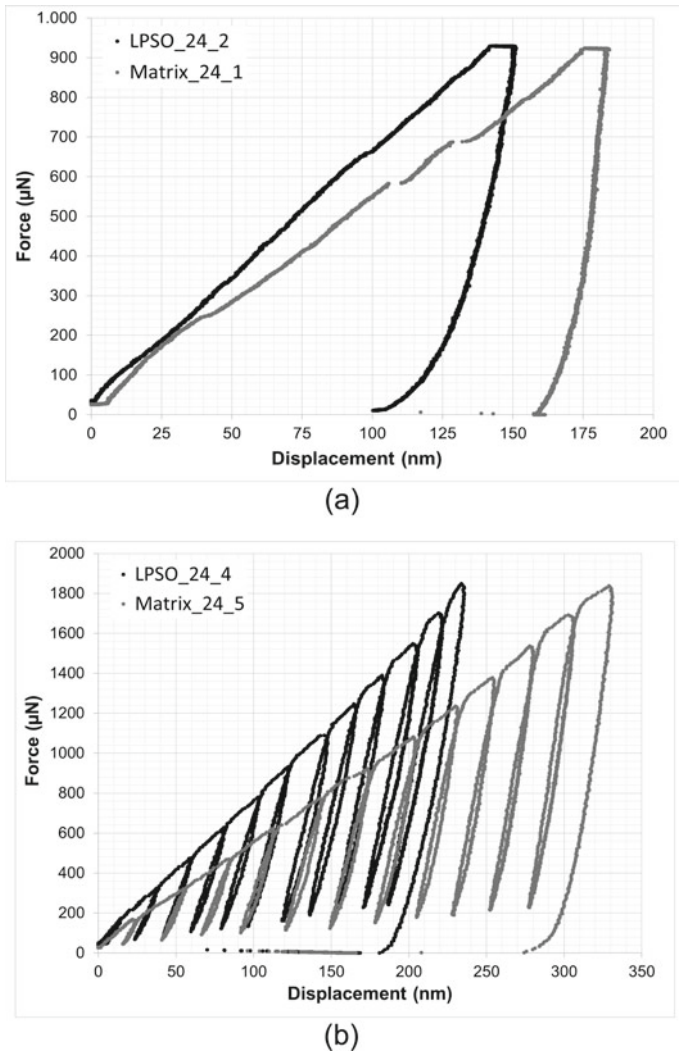 1.000
900
800
700
600
500
400
300
200
100
0
Force (µN)
LPSO_24_2
Matrix_24_1
0 25 50 75 100 125 150 175 200
Displacement (nm)
(a)
2000
1800
1600
1400
1200
1000
800
600
400
200
0
Force (µN)
LPSO_24_4
Matrix_24_5
0 50 100 150 200 250 300 350
Displacement (nm)
(b)